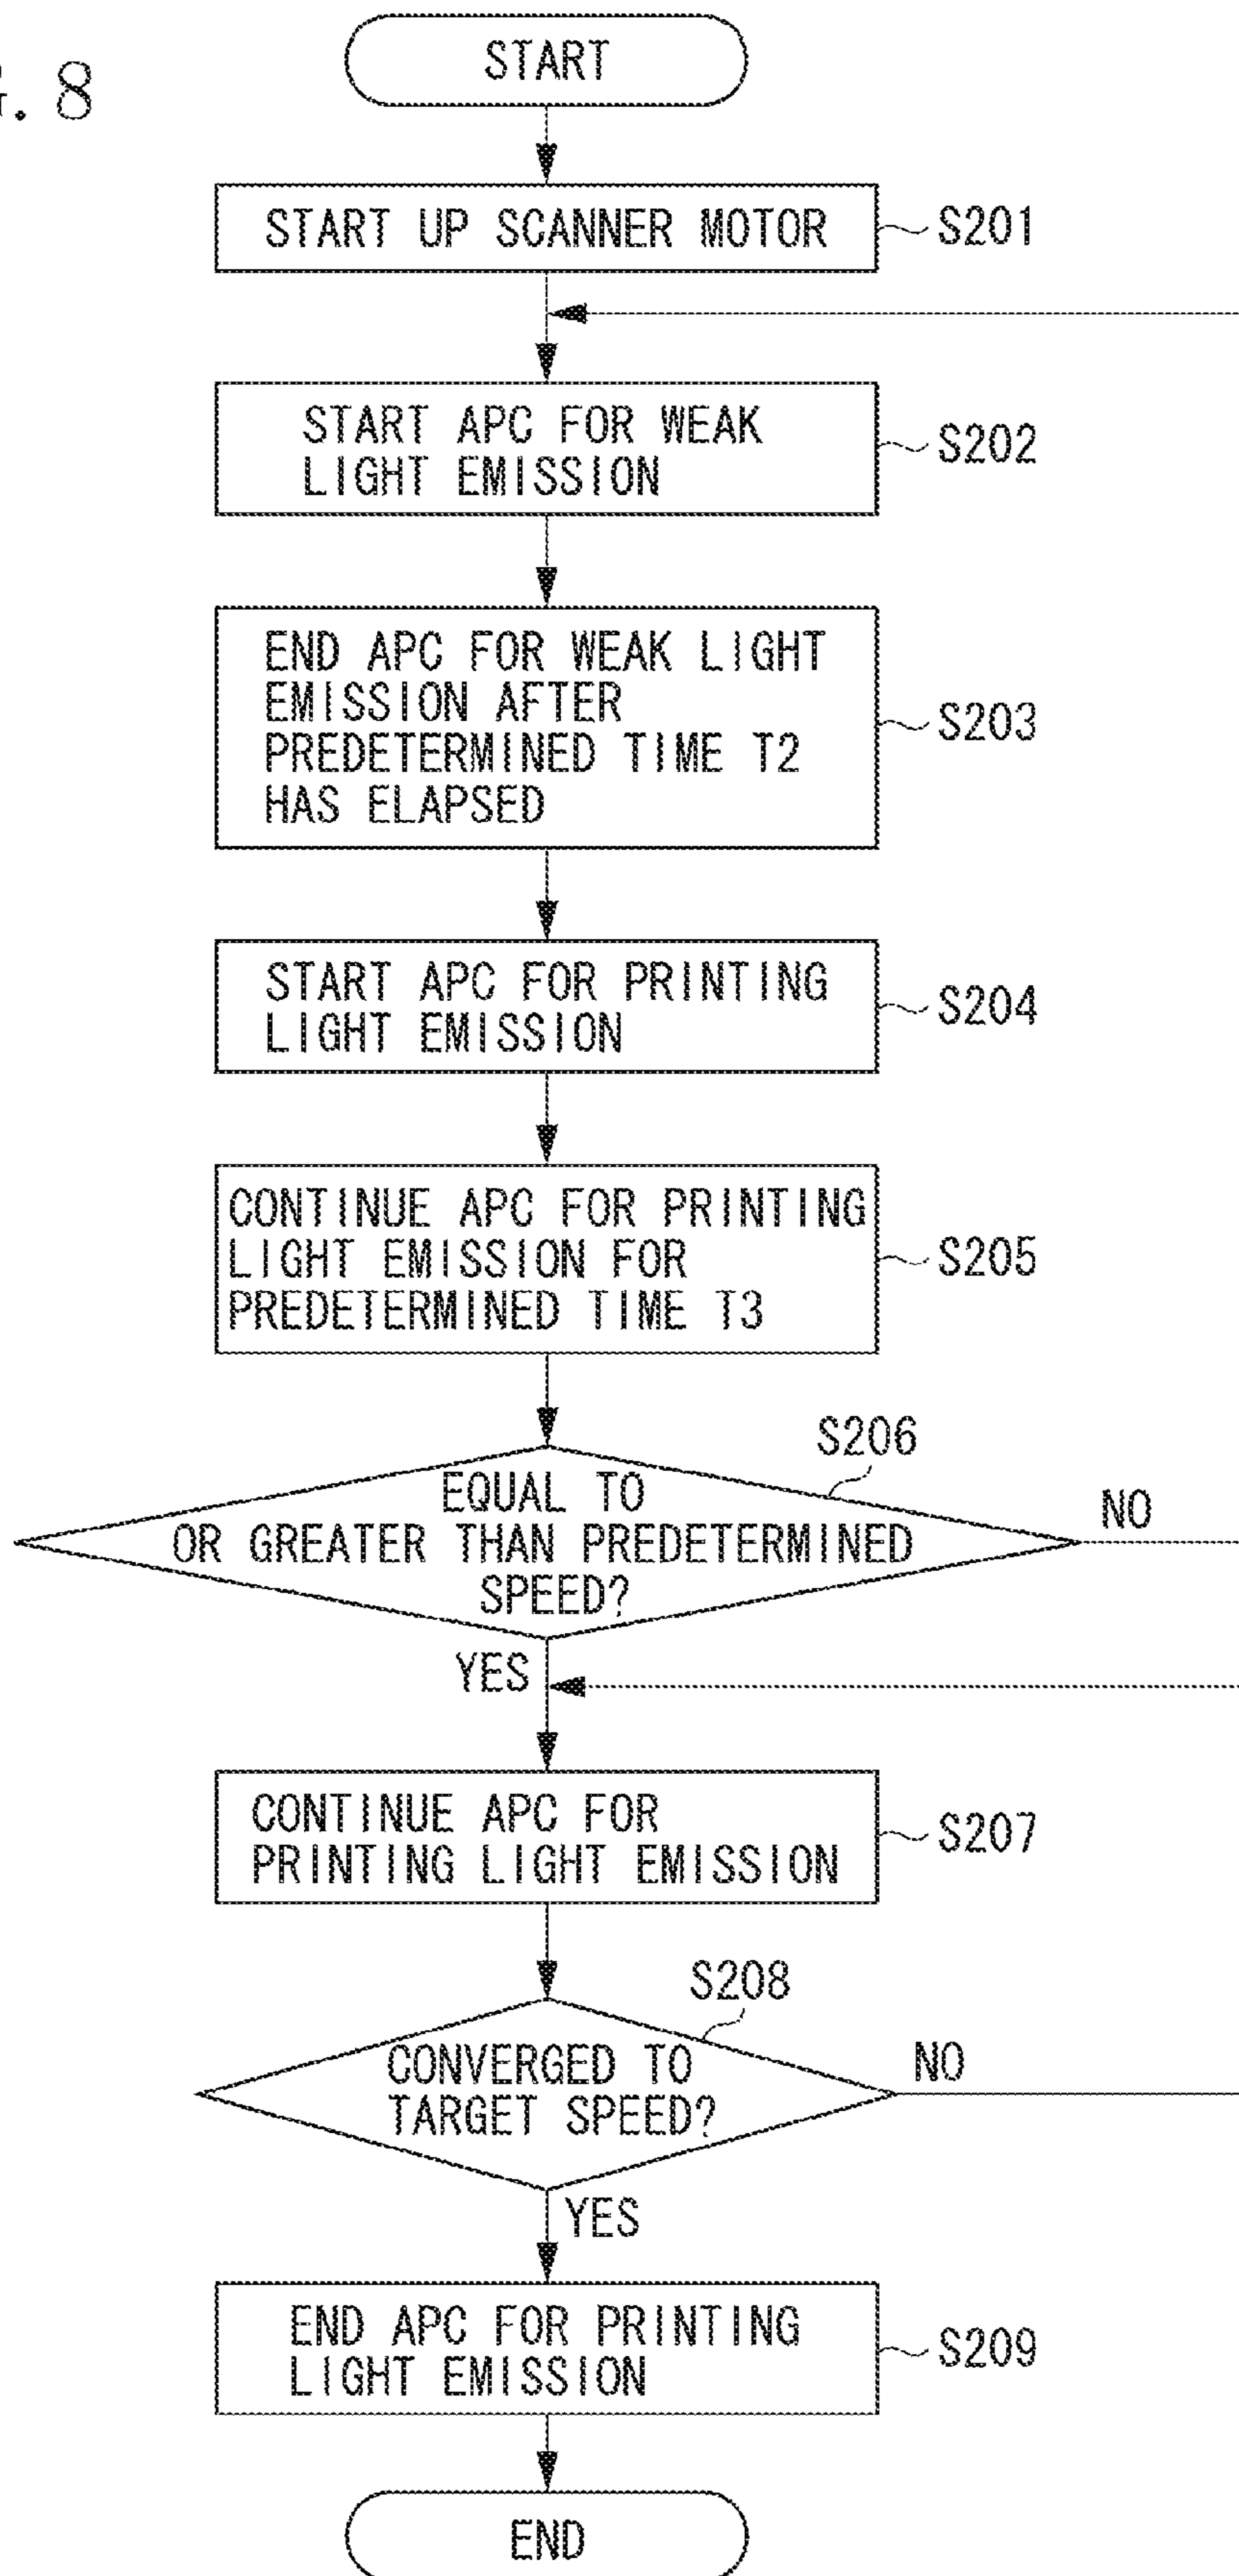 G. 8
START
START UP SCANNER MOTOR
S201
START APC FOR WEAK
LIGHT EMISSION
S202
END APC FOR WEAK LIGHT
EMISSION AFTER
PREDETERMINED TIME T2
HAS ELAPSED
S203
START APC FOR PRINTING
LIGHT EMISSION
S204
CONTINUE APC FOR PRINTING
LIGHT EMISSION FOR
PREDETERMINED TIME T3
S205
S206
EQUAL TO
OR GREATER THAN PREDETERMINED
SPEED?
NO
YES
CONTINUE APC FOR
PRINTING LIGHT EMISSION
S207
S208
CONVERGED TO
TARGET SPEED?
NO
YES
END APC FOR PRINTING
LIGHT EMISSION
S209
END